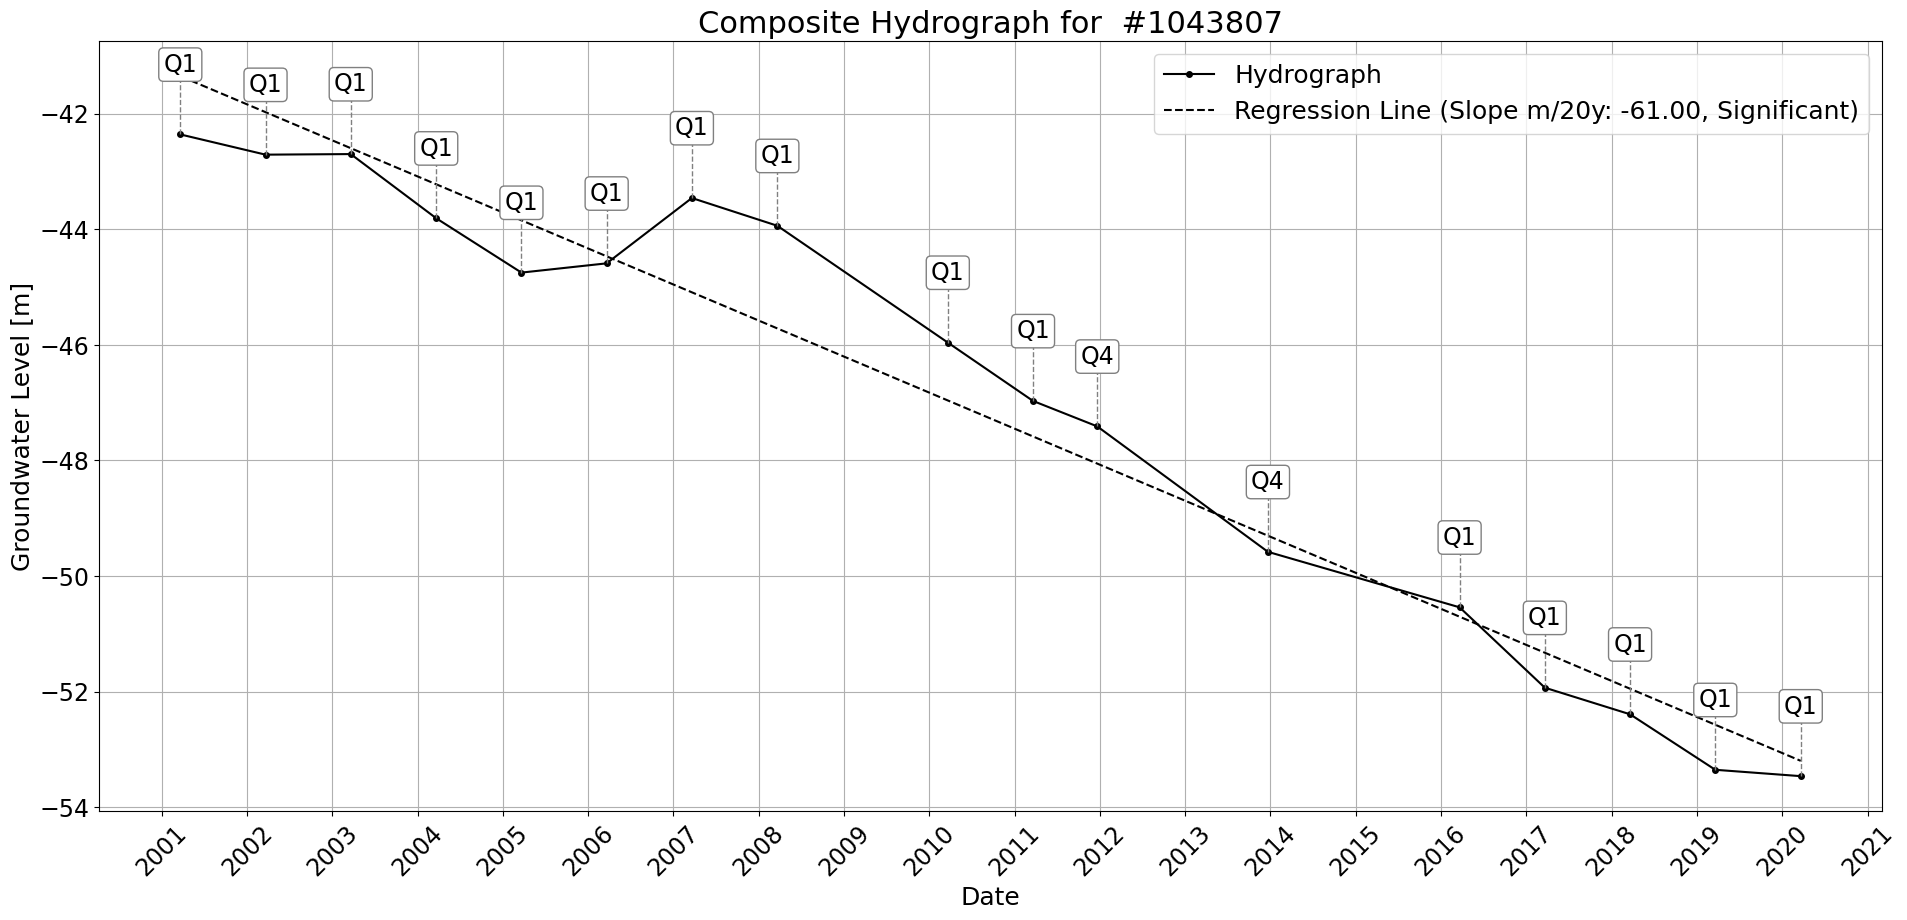 Composite Hydrograph for  #1043807
Hydrograph
Regression Line (Slope m/20y: -61.00, Significant)
Q1
Q1
Q1
Q1
Q1
Q1
Q1
Q1
Q1
Q1
Q4
Q4
Q1
Q1
Q1
Q1
Q1
Groundwater Level [m]
−42
−44
−46
−48
−50
−52
−54
2001
2002
2003
2004
2005
2006
2007
2008
2009
2010
2011
2012
2013
2014
2015
2016
2017
2018
2019
2020
2021
Date